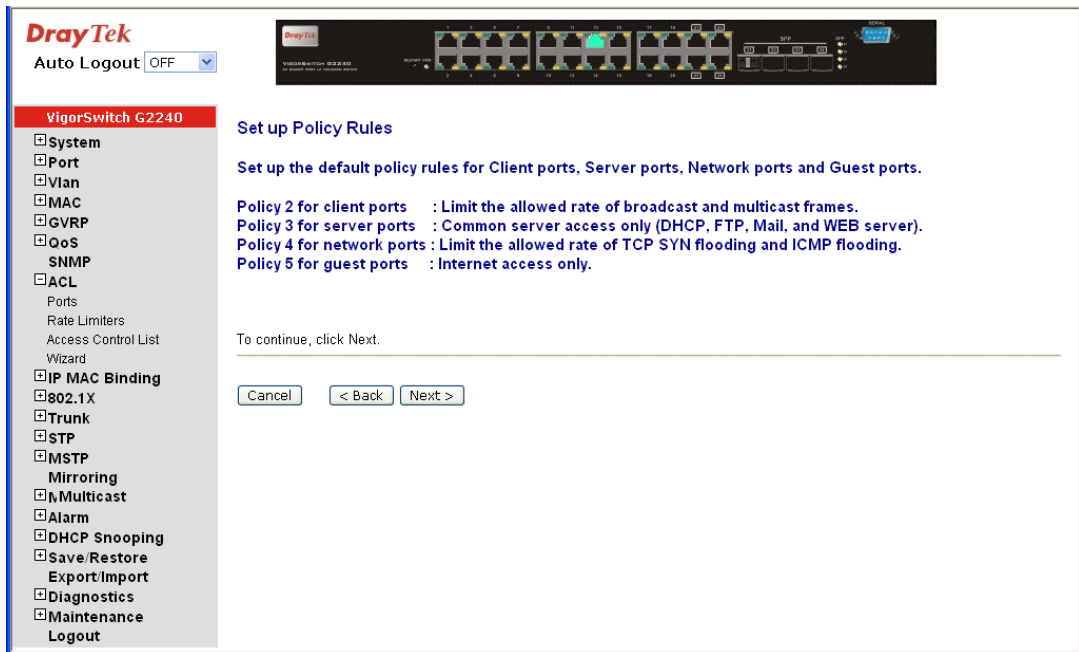 DrayTek
Auto Logout OFF
DrayTek
VIGORSWITCH G2240
SFP
SERIAL
VigorSwitch G2240
System
Port
Vlan
MAC
GVRP
QoS
SNMP
ACL
Ports
Rate Limiters
Access Control List
Wizard
IP MAC Binding
802.1X
Trunk
STP
MSTP
Mirroring
Multicast
Alarm
DHCP Snooping
Save/Restore
Export/Import
Diagnostics
Maintenance
Logout
Set up Policy Rules
Set up the default policy rules for Client ports, Server ports, Network ports and Guest ports.
Policy 2 for client ports : Limit the allowed rate of broadcast and multicast frames.
Policy 3 for server ports : Common server access only (DHCP, FTP, Mail, and WEB server).
Policy 4 for network ports : Limit the allowed rate of TCP SYN flooding and ICMP flooding.
Policy 5 for guest ports : Internet access only.
To continue, click Next.
Cancel < Back Next >